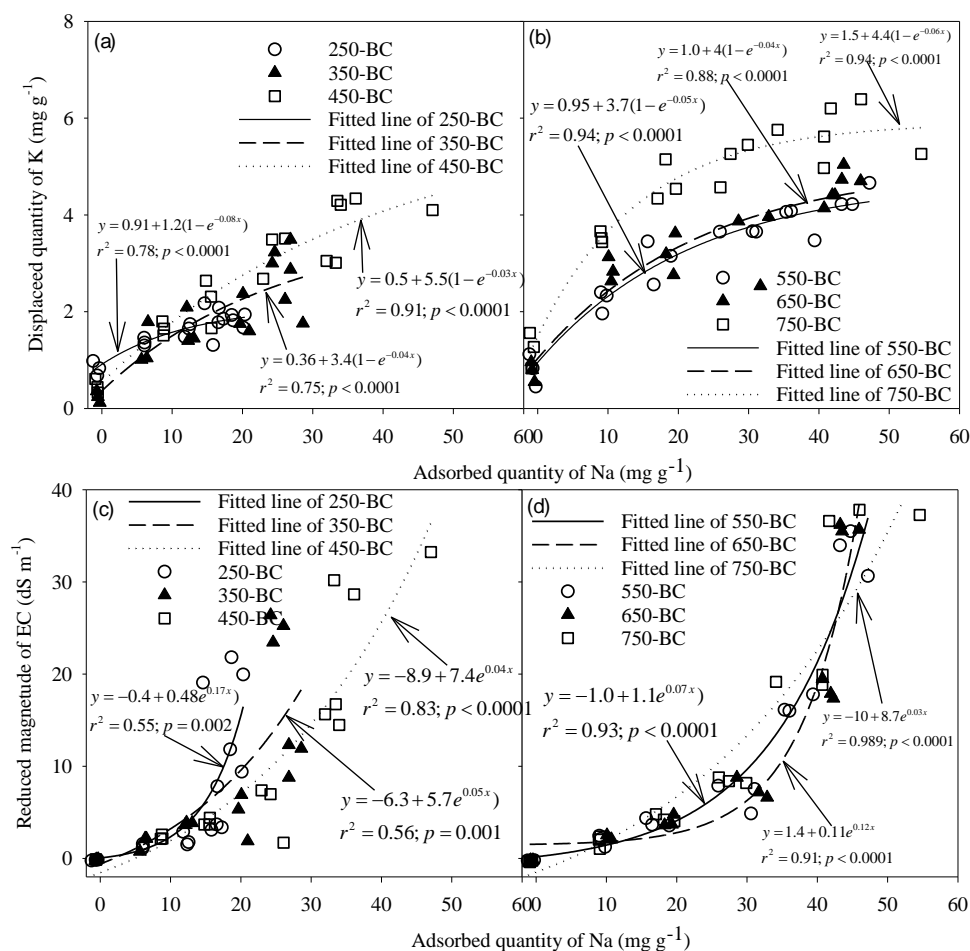 Displaceed quantity of K (mg g⁻¹)
8
6
4
2
0
(a)
250-BC
350-BC
450-BC
Fitted line of 250-BC
Fitted line of 350-BC
Fitted line of 450-BC
y = 0.91+1.2(1−e^{-0.08x})
r² = 0.78; p < 0.0001
y = 0.5+5.5(1−e^{-0.03x})
r² = 0.91; p < 0.0001
y = 0.36+3.4(1−e^{-0.04x})
r² = 0.75; p < 0.0001
0 10 20 30 40 50 60
(b)
y = 1.0+4(1−e^{-0.04x})
r² = 0.88; p < 0.0001
y = 1.5+4.4(1−e^{-0.06x})
r² = 0.94; p < 0.0001
y = 0.95+3.7(1−e^{-0.05x})
r² = 0.94; p < 0.0001
550-BC
650-BC
750-BC
Fitted line of 550-BC
Fitted line of 650-BC
Fitted line of 750-BC
0 10 20 30 40 50 60
Adsorbed quantity of Na (mg g⁻¹)
Reduced magnetude of EC (dS m⁻¹)
40
30
20
10
0
(c)
Fitted line of 250-BC
Fitted line of 350-BC
Fitted line of 450-BC
250-BC
350-BC
450-BC
y = −0.4+0.48e^{0.17x})
r² = 0.55; p = 0.002
y = −8.9+7.4e^{0.04x})
r² = 0.83; p < 0.0001
y = −6.3+5.7e^{0.05x})
r² = 0.56; p = 0.001
0 10 20 30 40 50 60
Adsorbed quantity of Na (mg g⁻¹)
(d)
Fitted line of 550-BC
Fitted line of 650-BC
Fitted line of 750-BC
550-BC
650-BC
750-BC
y = −1.0+1.1e^{0.07x})
r² = 0.93; p < 0.0001
y = −10+8.7e^{0.03x}
r² = 0.989; p < 0.0001
y = 1.4+0.11e^{0.12x}
r² = 0.91; p < 0.0001
0 10 20 30 40 50 60
Adsorbed quantity of Na (mg g⁻¹)